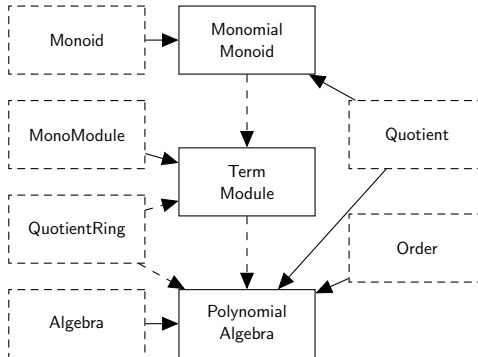 Monoid
Monomial
Monoid
MonoModule
Term
Module
Quotient
QuotientRing
Order
Algebra
Polynomial
Algebra